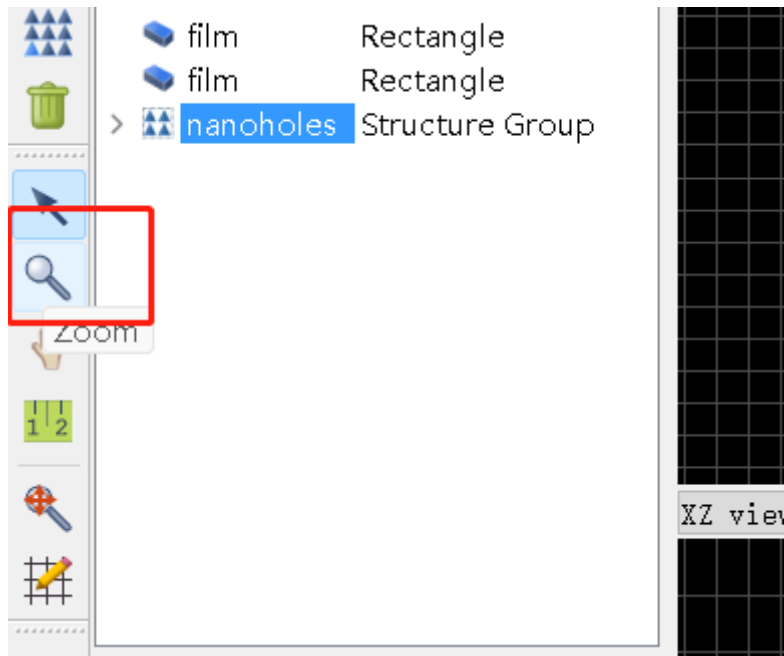 film Rectangle
film Rectangle
nanoholes Structure Group
Zoom
1 2
XZ view